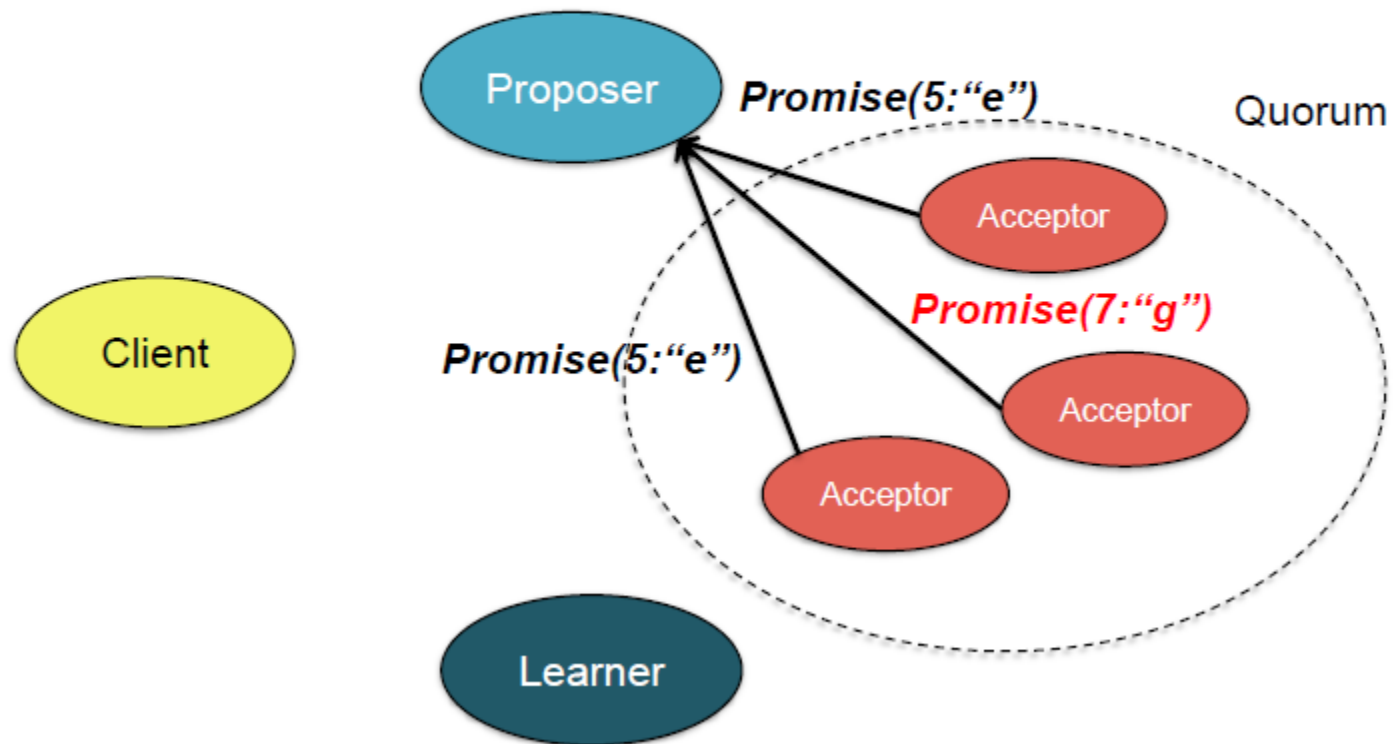 Proposer
Promise(5:“e”)
Quorum
Acceptor
Promise(7:“g”)
Client
Promise(5:“e”)
Acceptor
Acceptor
Learner